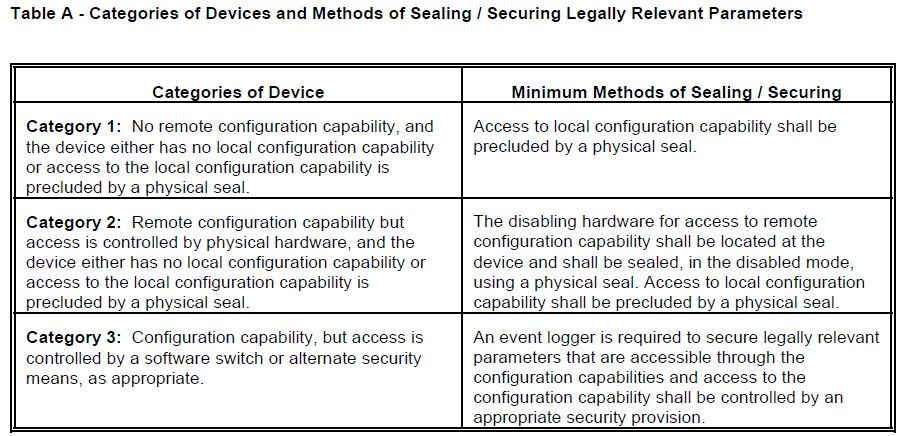 Table A - Categories of Devices and Methods of Sealing / Securing Legally Relevant Parameters
Categories of Device
Minimum Methods of Sealing / Securing
Category 1:  No remote configuration capability, and
the device either has no local configuration capability
or access to the local configuration capability is
precluded by a physical seal.
Access to local configuration capability shall be
precluded by a physical seal.
Category 2:  Remote configuration capability but
access is controlled by physical hardware, and the
device either has no local configuration capability or
access to the local configuration capability is
precluded by a physical seal.
The disabling hardware for access to remote
configuration capability shall be located at the
device and shall be sealed, in the disabled mode,
using a physical seal. Access to local configuration
capability shall be precluded by a physical seal.
Category 3:  Configuration capability, but access is
controlled by a software switch or alternate security
means, as appropriate.
An event logger is required to secure legally relevant
parameters that are accessible through the
configuration capabilities and access to the
configuration capability shall be controlled by an
appropriate security provision.